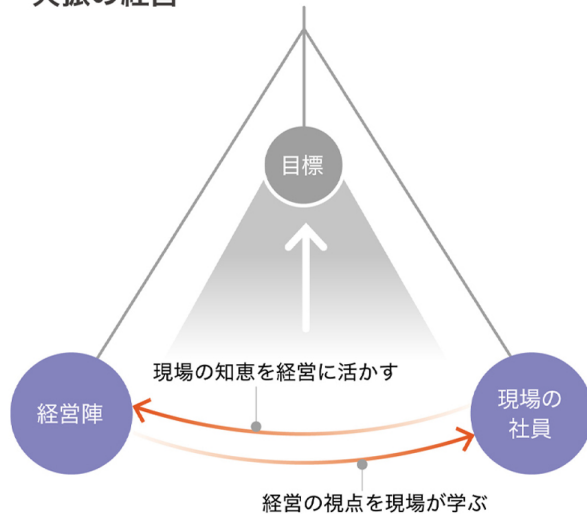 目標
現場の知恵を経営に活かす
経営陣
現場の
社員
経営の視点を現場が学ぶ